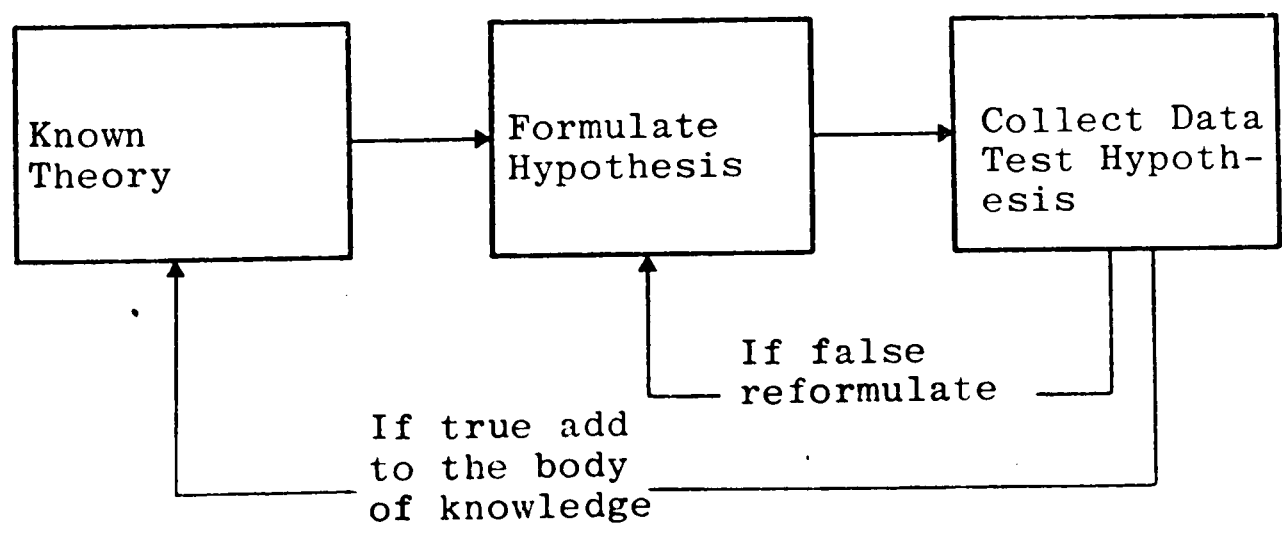 Known
Theory
Formulate
Hypothesis
Collect Data
Test Hypoth-
esis
If false
reformulate
If true add
to the body
of knowledge